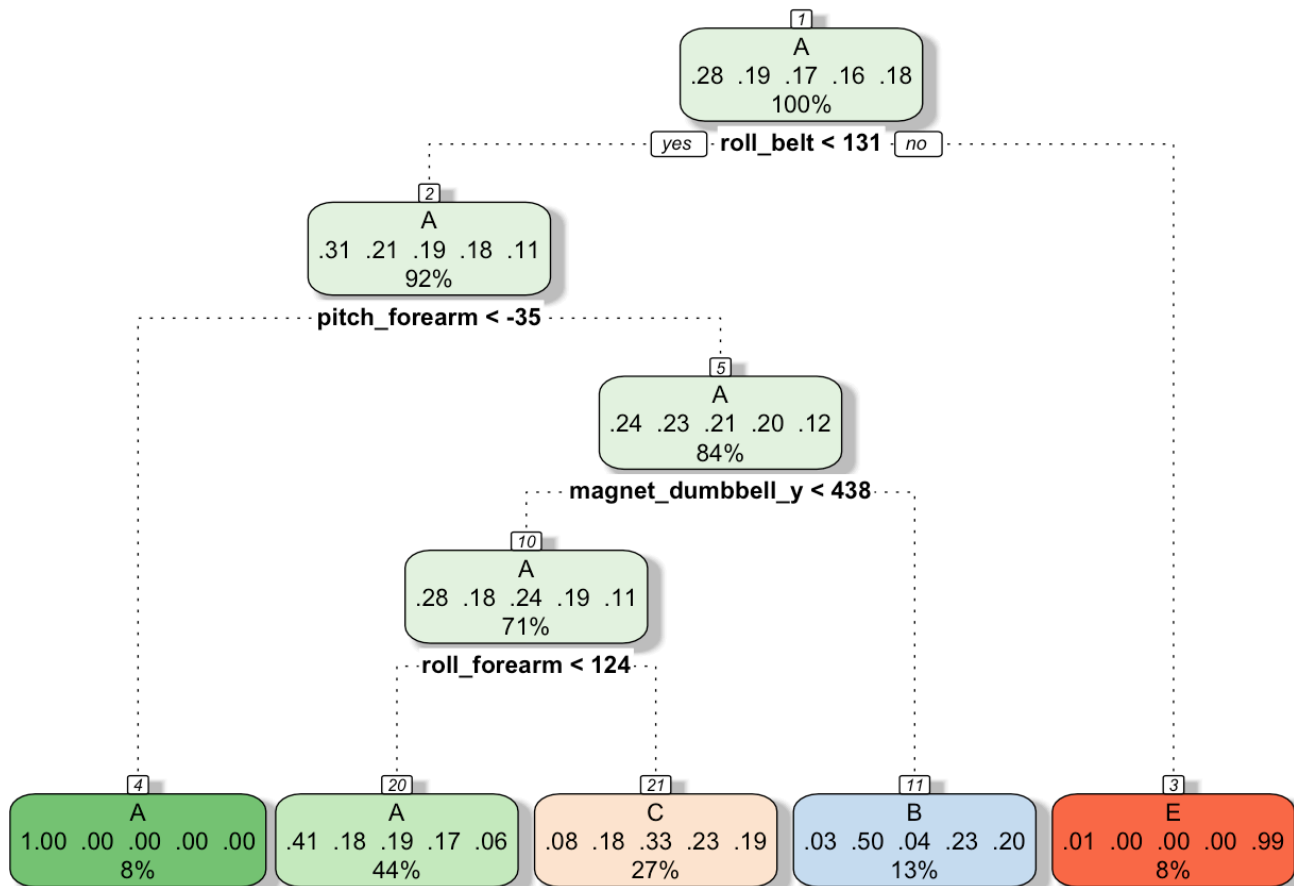 1
A
.28 .19 .17 .16 .18
100%
yes roll_belt < 131 no
2
A
.31 .21 .19 .18 .11
92%
pitch_forearm < -35
5
A
.24 .23 .21 .20 .12
84%
magnet_dumbbell_y < 438
10
A
.28 .18 .24 .19 .11
71%
roll_forearm < 124
4
A
1.00 .00 .00 .00 .00
8%
20
A
.41 .18 .19 .17 .06
44%
21
C
.08 .18 .33 .23 .19
27%
11
B
.03 .50 .04 .23 .20
13%
3
E
.01 .00 .00 .00 .99
8%